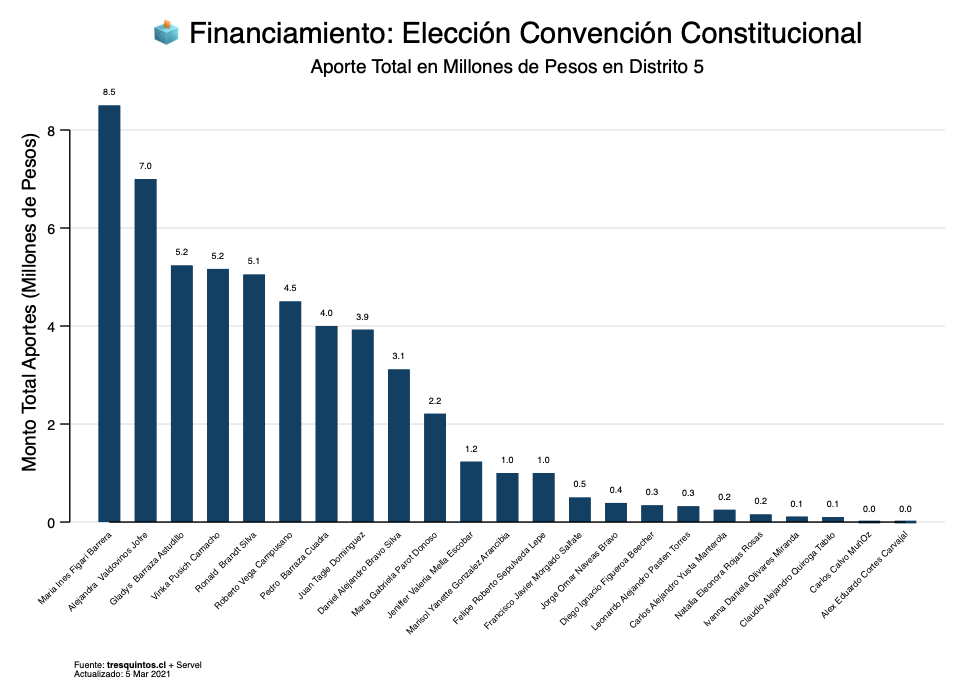 Financiamiento: Elección Convención Constitucional
Aporte Total en Millones de Pesos en Distrito 5
Monto Total Aportes (Millones de Pesos)
8
6
4
2
0
8.5
7.0
5.2
5.2
5.1
4.5
4.0
3.9
3.1
2.2
1.2
1.0
1.0
0.5
0.4
0.3
0.3
0.2
0.2
0.1
0.1
0.0
0.0
Maria Ines Figari Barrera
Alejandra Valdovinos Jofre
Gladys Barraza Astudillo
Vinka Pusich Camacho
Ronald Brandt Silva
Roberto Vega Campusano
Pedro Barraza Cuadra
Juan Tagle Dominguez
Daniel Alejandro Bravo Silva
Maria Gabriela Parot Donoso
Jeniffer Valeria Mella Escobar
Marisol Yanette Gonzalez Arancibia
Felipe Roberto Sepulveda Lepe
Francisco Javier Morgado Salfate
Jorge Omar Naveas Bravo
Diego Ignacio Figueroa Beecher
Leonardo Alejandro Pasten Torres
Carlos Alejandro Yusta Manterola
Natalia Eleonora Rojas Rosas
Ivanna Daniela Olivares Miranda
Claudio Alejandro Quiroga Tabilo
Carlos Calvo MuñOz
Alex Eduardo Cortes Carvajal
Fuente: tresquintos.cl + Servel
Actualizado: 5 Mar 2021